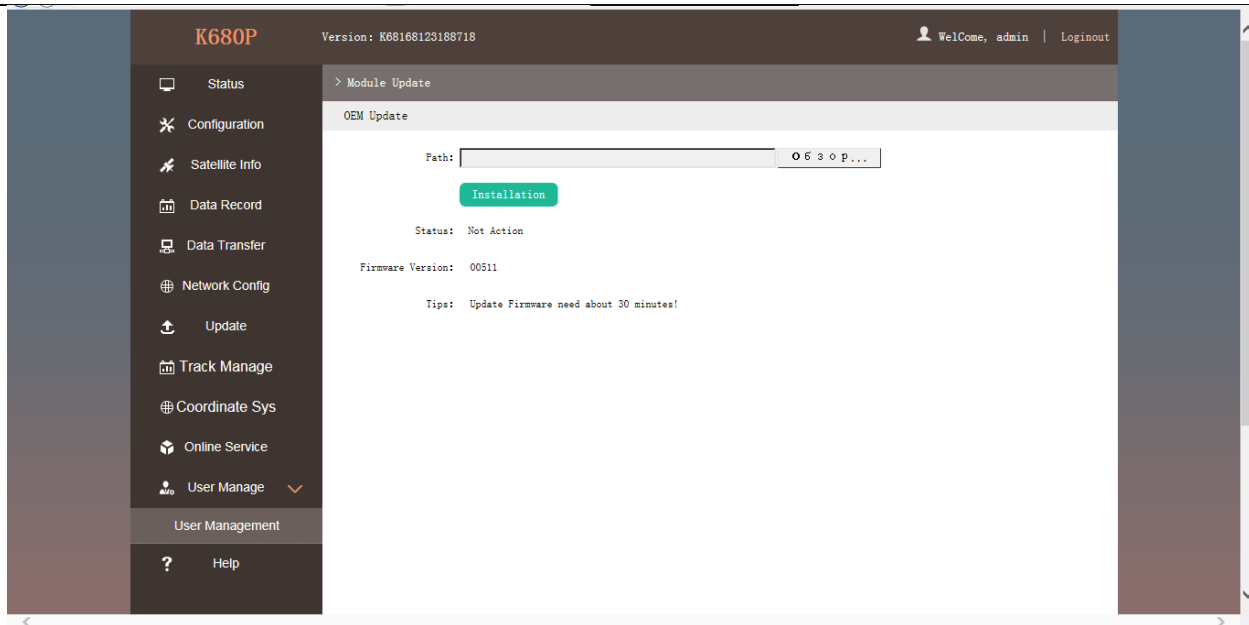 K680P
Version: K68168123188718
WelCome, admin | Loginout
Status
> Module Update
Configuration
OEM Update
Satellite Info
Path:
Обзор...
Data Record
Installation
Data Transfer
Status: Not Action
Network Config
Firmware Version: 00511
Update
Tips: Update Firmware need about 30 minutes!
Track Manage
Coordinate Sys
Online Service
User Manage
User Management
? Help